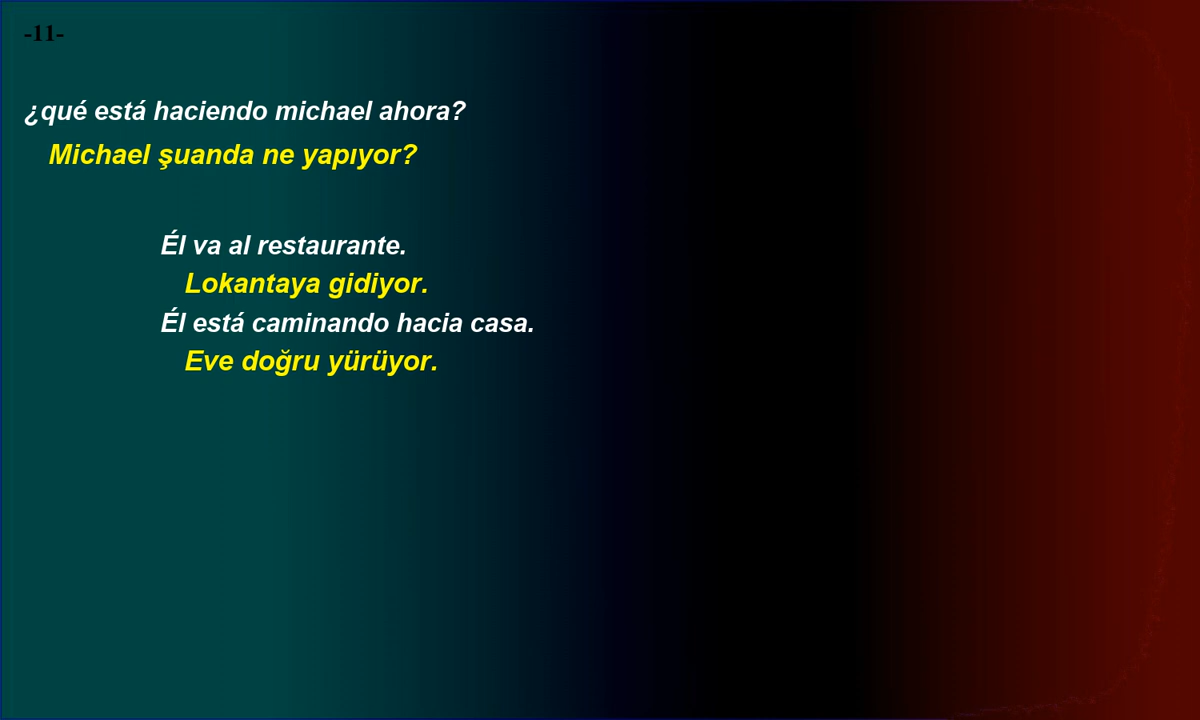 -11-
¿qué está haciendo michael ahora?
Michael şuanda ne yapıyor?
Él va al restaurante.
Lokantaya gidiyor.
Él está caminando hacia casa.
Eve doğru yürüyor.